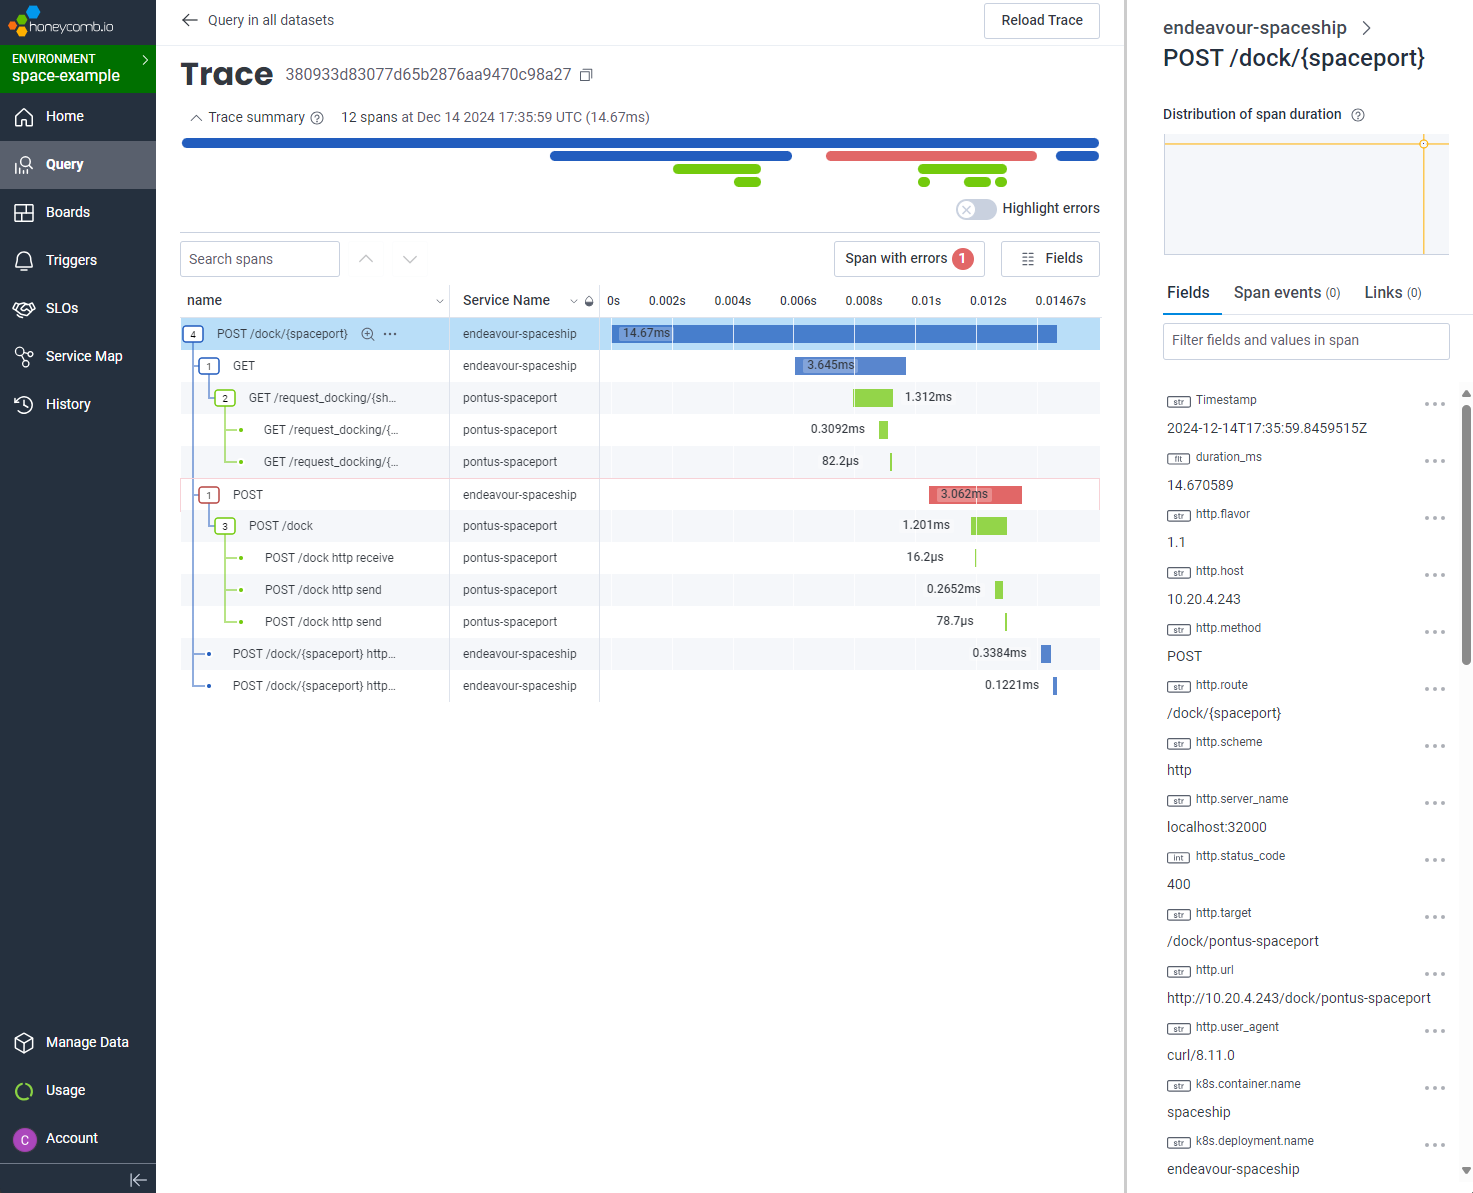 honeycomb.io
ENVIRONMENT
space-example
Home
Query
Boards
Triggers
SLOs
Service Map
History
Manage Data
Usage
C Account
Query in all datasets
Reload Trace
Trace 380933d83077d65b2876aa9470c98a27
Trace summary 12 spans at Dec 14 2024 17:35:59 UTC (14.67ms)
Highlight errors
Search spans
Span with errors 1
Fields
name Service Name 0s 0.002s 0.004s 0.006s 0.008s 0.01s 0.012s 0.01467s
4 POST /dock/{spaceport} endeavour-spaceship 14.67ms
1 GET endeavour-spaceship 3.645ms
2 GET /request_docking/{sh... pontus-spaceport 1.312ms
GET /request_docking/{... pontus-spaceport 0.3092ms
GET /request_docking/{... pontus-spaceport 82.2µs
1 POST endeavour-spaceship 3.062ms
3 POST /dock pontus-spaceport 1.201ms
POST /dock http receive pontus-spaceport 16.2µs
POST /dock http send pontus-spaceport 0.2652ms
POST /dock http send pontus-spaceport 78.7µs
POST /dock/{spaceport} http... endeavour-spaceship 0.3384ms
POST /dock/{spaceport} http... endeavour-spaceship 0.1221ms
endeavour-spaceship
POST /dock/{spaceport}
Distribution of span duration
Fields Span events (0) Links (0)
Filter fields and values in span
str Timestamp
2024-12-14T17:35:59.8459515Z
flt duration_ms
14.670589
str http.flavor
1.1
str http.host
10.20.4.243
str http.method
POST
str http.route
/dock/{spaceport}
str http.scheme
http
str http.server_name
localhost:32000
int http.status_code
400
str http.target
/dock/pontus-spaceport
str http.url
http://10.20.4.243/dock/pontus-spaceport
str http.user_agent
curl/8.11.0
str k8s.container.name
spaceship
str k8s.deployment.name
endeavour-spaceship